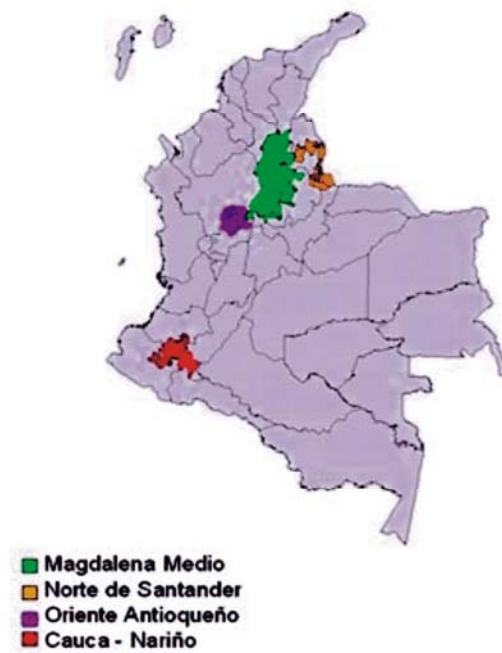 Magdalena Medio
Norte de Santander
Oriente Antioqueño
Cauca - Nariño